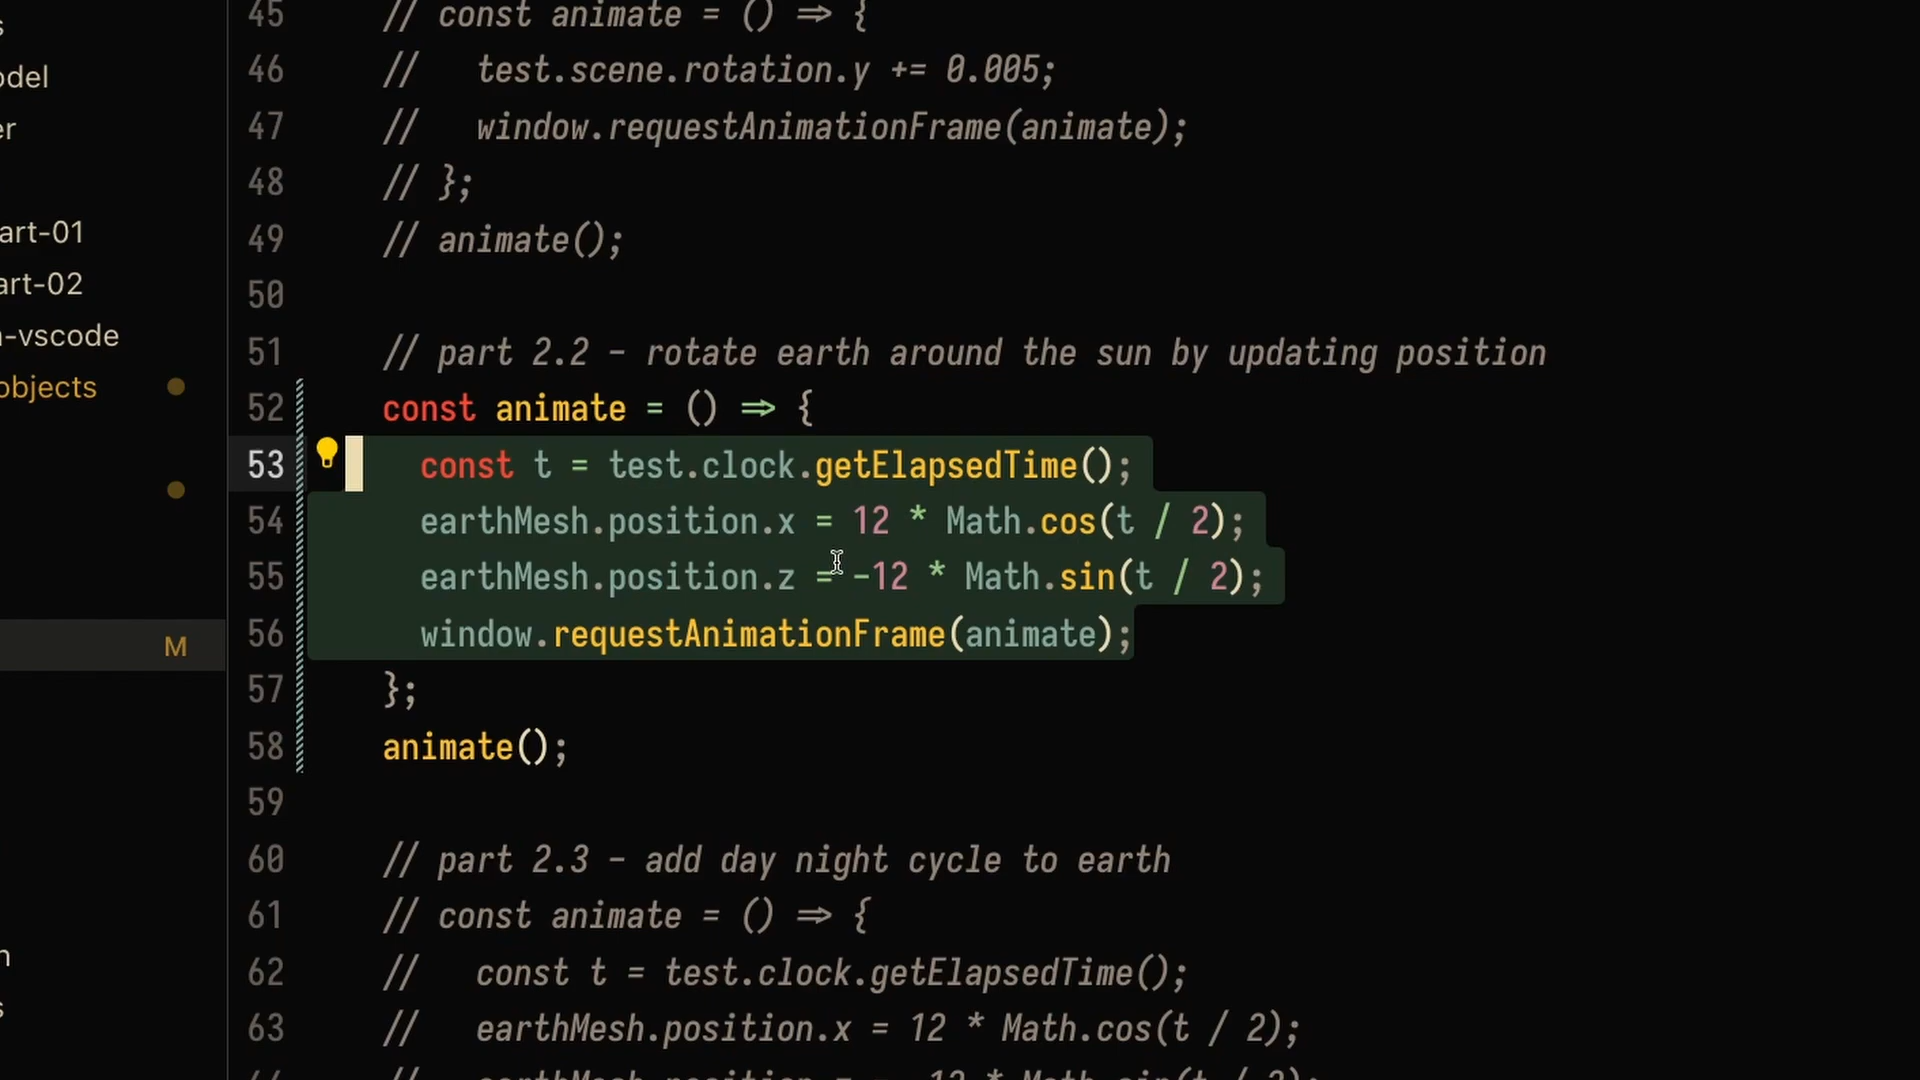 s
odel
er
art-01
art-02
-vscode
objects
M
s
45 // const animate = () => {
46 //   test.scene.rotation.y += 0.005;
47 //   window.requestAnimationFrame(animate);
48 // };
49 // animate();
50
51 // part 2.2 - rotate earth around the sun by updating position
52 const animate = () => {
53   const t = test.clock.getElapsedTime();
54   earthMesh.position.x = 12 * Math.cos(t / 2);
55   earthMesh.position.z = -12 * Math.sin(t / 2);
56   window.requestAnimationFrame(animate);
57 };
58 animate();
59
60 // part 2.3 - add day night cycle to earth
61 // const animate = () => {
62 //   const t = test.clock.getElapsedTime();
63 //   earthMesh.position.x = 12 * Math.cos(t / 2);